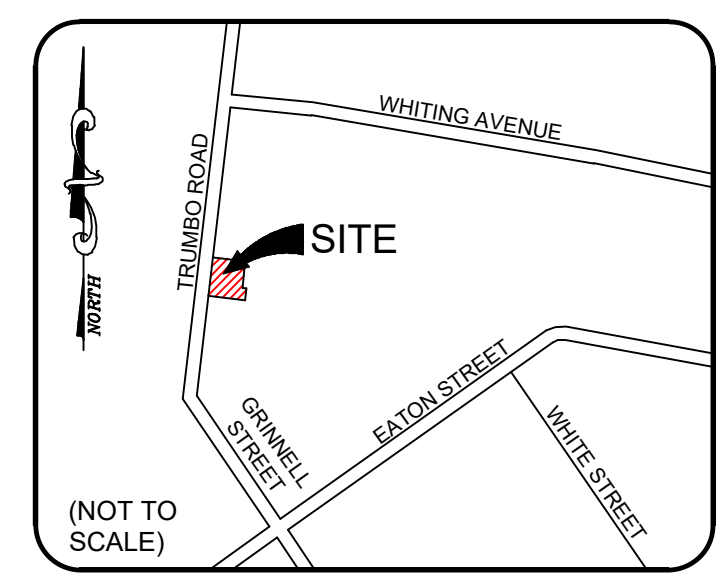 WHITING AVENUE
TRUMBO ROAD
SITE
NORTH
EATON STREET
GRINNELL
STREET
WHITE STREET
(NOT TO
SCALE)